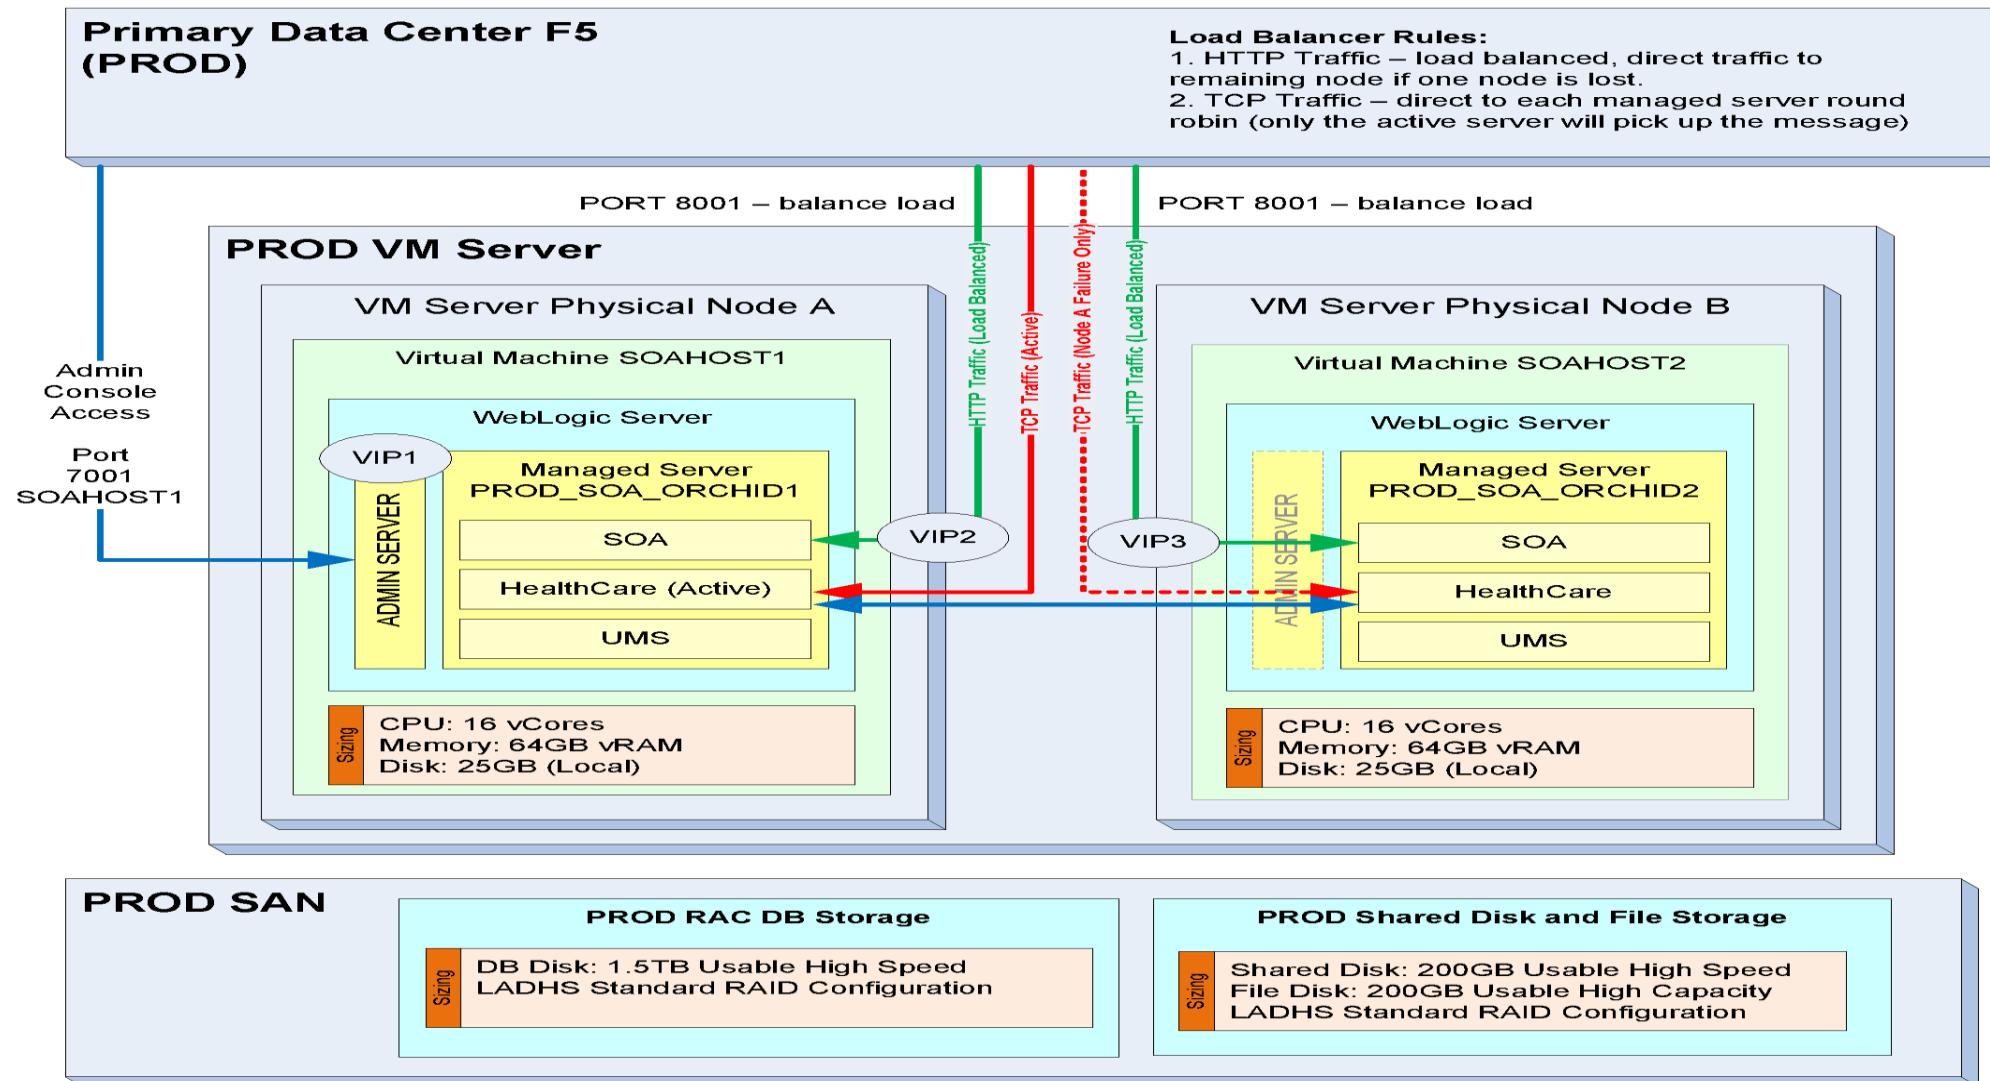 Primary Data Center F5
(PROD)
Load Balancer Rules:
1. HTTP Traffic – load balanced, direct traffic to
remaining node if one node is lost.
2. TCP Traffic – direct to each managed server round
robin (only the active server will pick up the message)
PORT 8001 – balance load
PORT 8001 – balance load
Admin
Console
Access
Port
7001
SOAHOST1
PROD VM Server
HTTP Traffic (Load Balanced)
TCP Traffic (Active)
TCP Traffic (Node A Failure Only)
HTTP Traffic (Load Balanced)
VM Server Physical Node A
Virtual Machine SOAHOST1
WebLogic Server
VIP1
ADMIN SERVER
Managed Server
PROD_SOA_ORCHID1
SOA
HealthCare (Active)
UMS
VIP2
Sizing
CPU: 16 vCores
Memory: 64GB vRAM
Disk: 25GB (Local)
VM Server Physical Node B
Virtual Machine SOAHOST2
WebLogic Server
VIP3
ADMIN SERVER
Managed Server
PROD_SOA_ORCHID2
SOA
HealthCare
UMS
Sizing
CPU: 16 vCores
Memory: 64GB vRAM
Disk: 25GB (Local)
PROD SAN
PROD RAC DB Storage
Sizing
DB Disk: 1.5TB Usable High Speed
LADHS Standard RAID Configuration
PROD Shared Disk and File Storage
Sizing
Shared Disk: 200GB Usable High Speed
File Disk: 200GB Usable High Capacity
LADHS Standard RAID Configuration